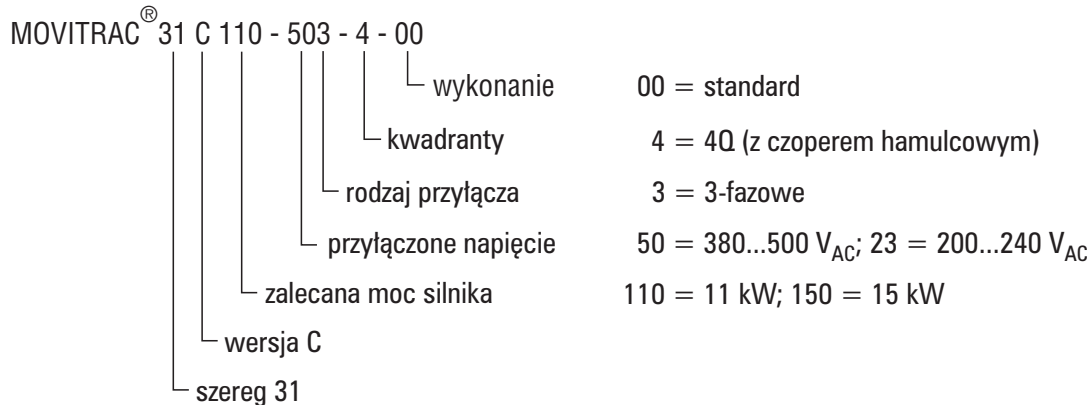 MOVITRAC® 31 C 110 - 503 - 4 - 00
wykonanie 00 = standard
kwadranty 4 = 4Q (z czoperem hamulcowym)
rodzaj przyłącza 3 = 3-fazowe
przyłączone napięcie 50 = 380...500 V_AC; 23 = 200...240 V_AC
zalecana moc silnika 110 = 11 kW; 150 = 15 kW
wersja C
szereg 31